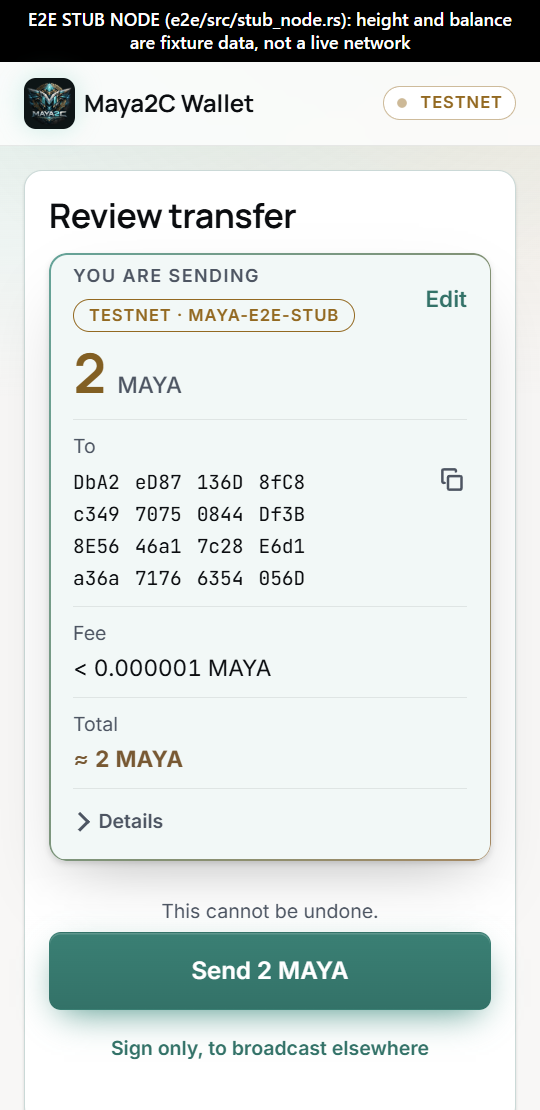 E2E STUB NODE (e2e/src/stub_node.rs): height and balance
are fixture data, not a live network
MAYA2C
Maya2C Wallet
TESTNET
Review transfer
YOU ARE SENDING
Edit
TESTNET · MAYA-E2E-STUB
2 MAYA
To
DbA2 eD87 136D 8fC8
c349 7075 0844 Df3B
8E56 46a1 7c28 E6d1
a36a 7176 6354 056D
Fee
< 0.000001 MAYA
Total
≈ 2 MAYA
Details
This cannot be undone.
Send 2 MAYA
Sign only, to broadcast elsewhere